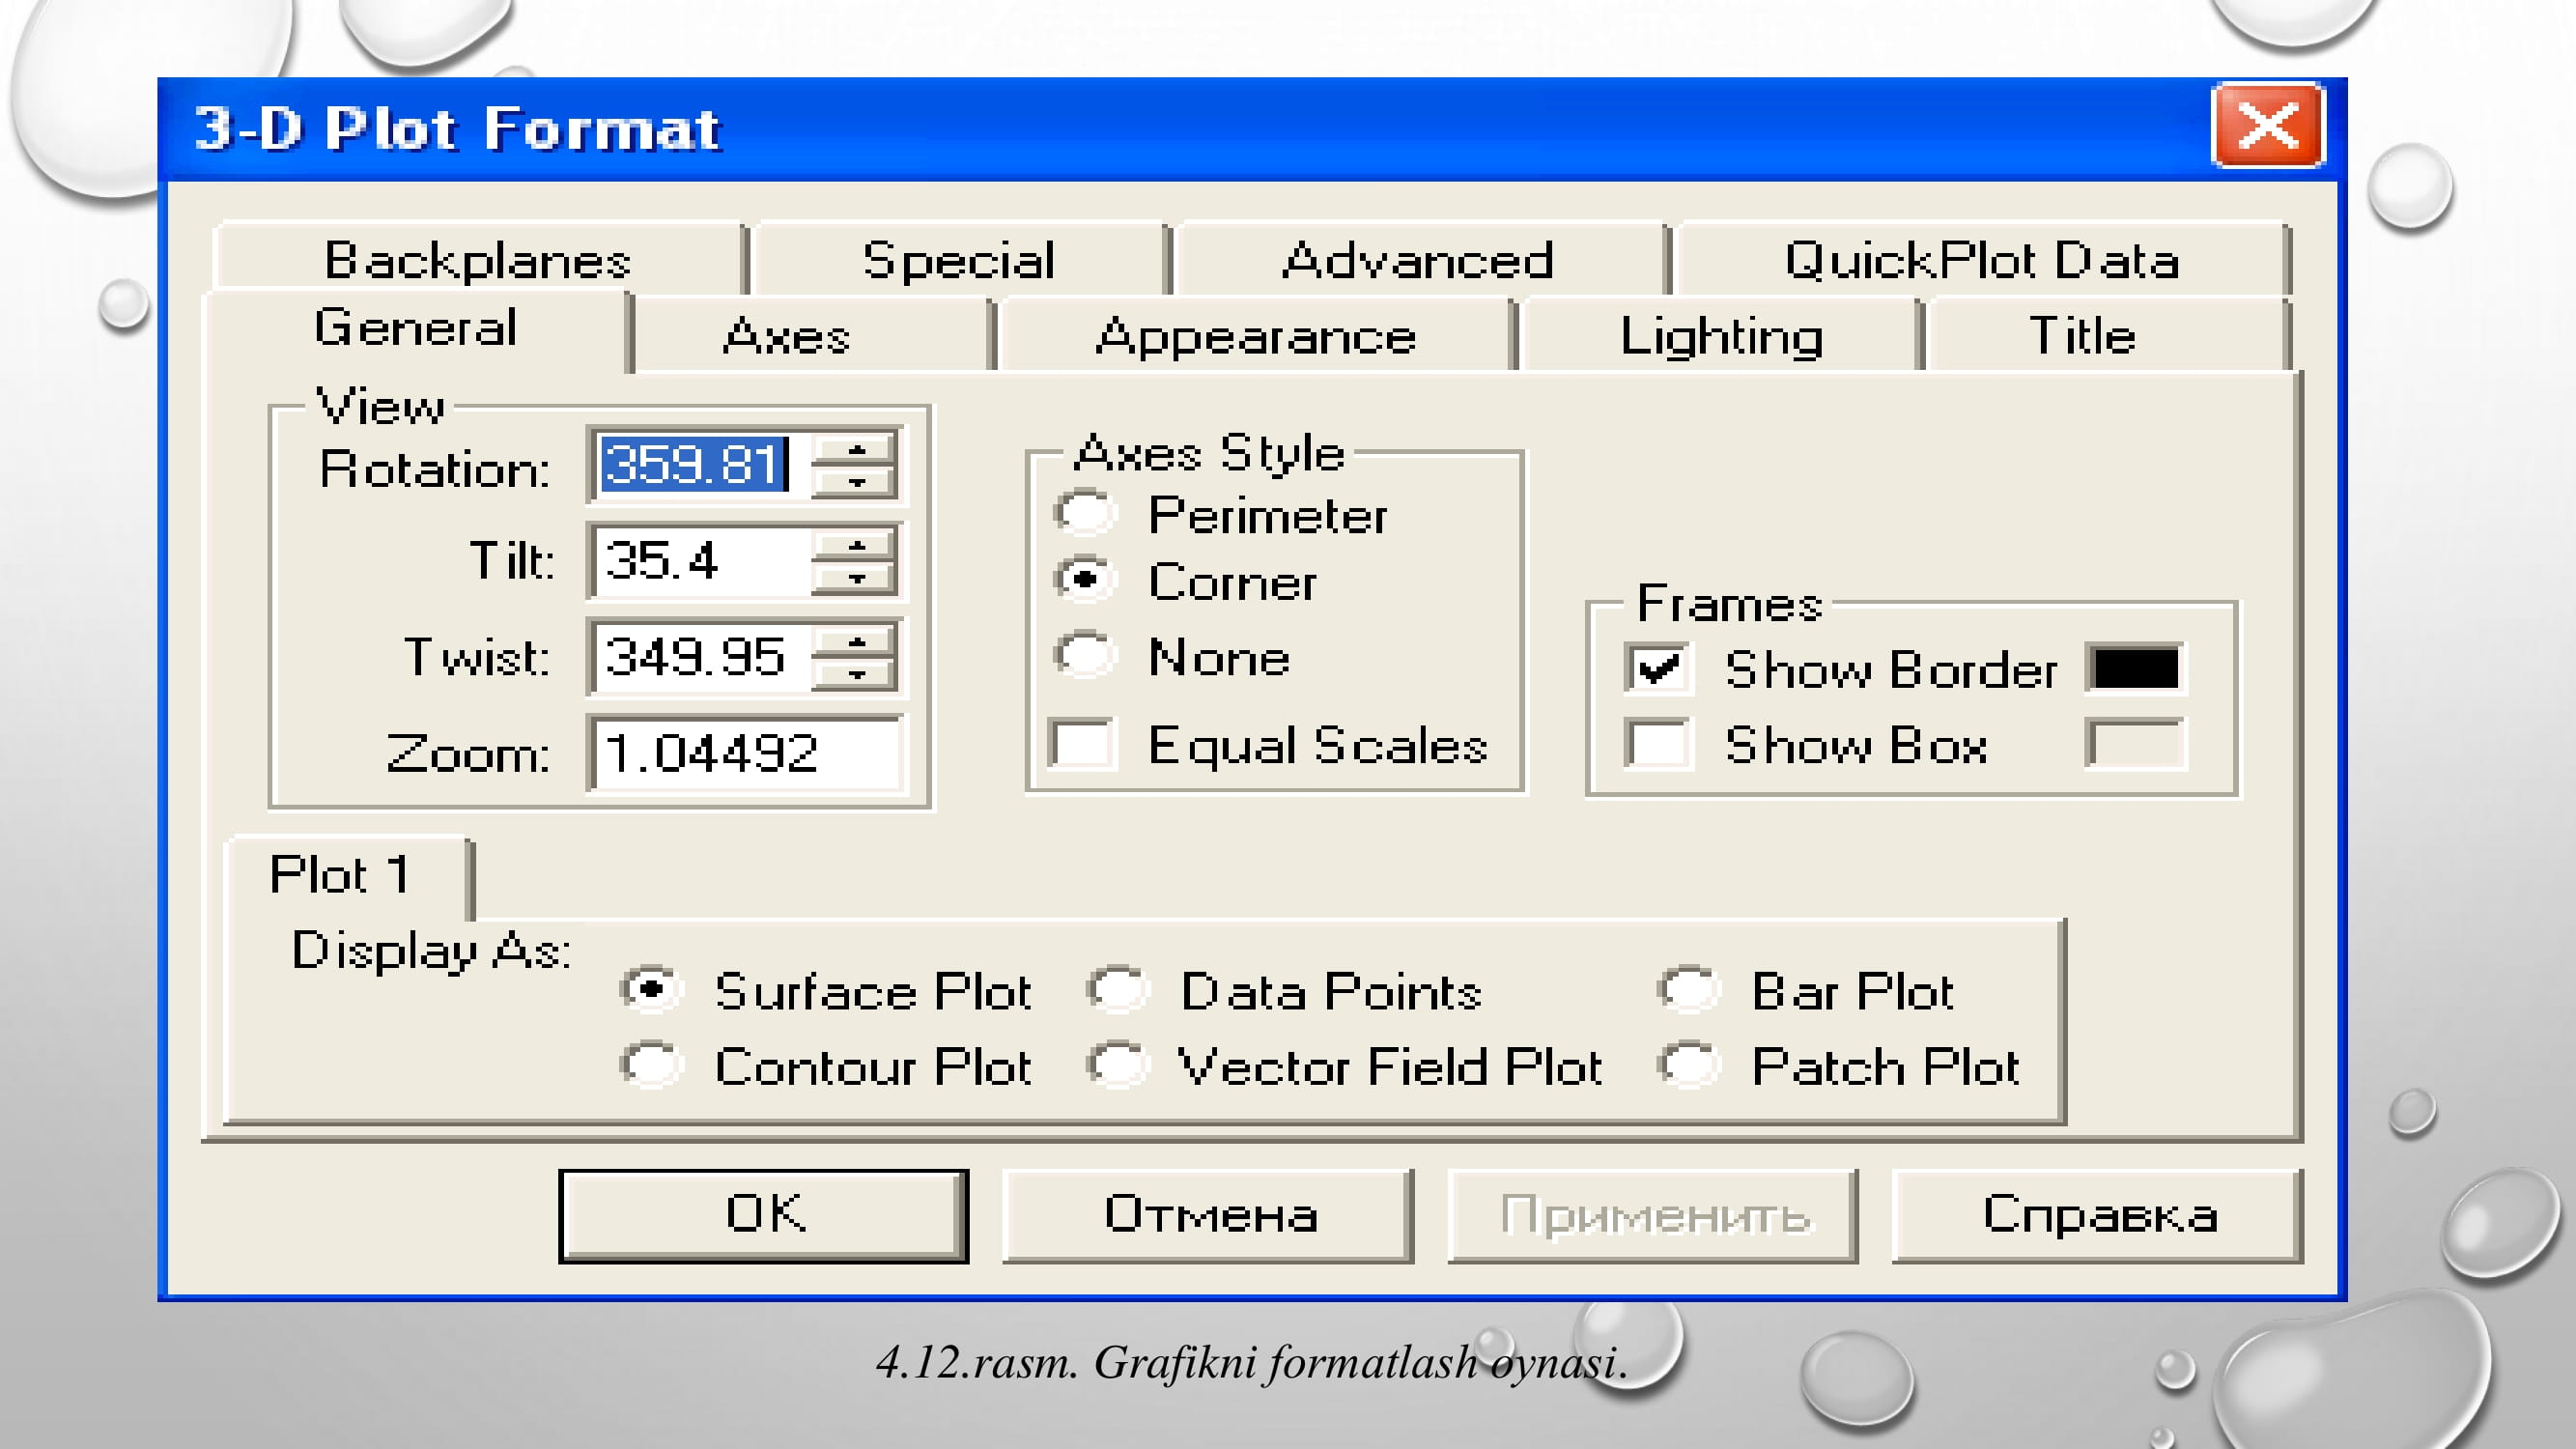 3-D Plot Format
Backplanes Special Advanced QuickPlot Data
General Axes Appearance Lighting Title
View
Rotation: 359.81
Tilt: 35.4
Twist: 349.95
Zoom: 1.04492
Axes Style
Perimeter
Corner
None
Equal Scales
Frames
Show Border
Show Box
Plot 1
Display As:
Surface Plot Data Points Bar Plot
Contour Plot Vector Field Plot Patch Plot
OK Отмена Применить Справка
4.12.rasm. Grafikni formatlash oynasi.